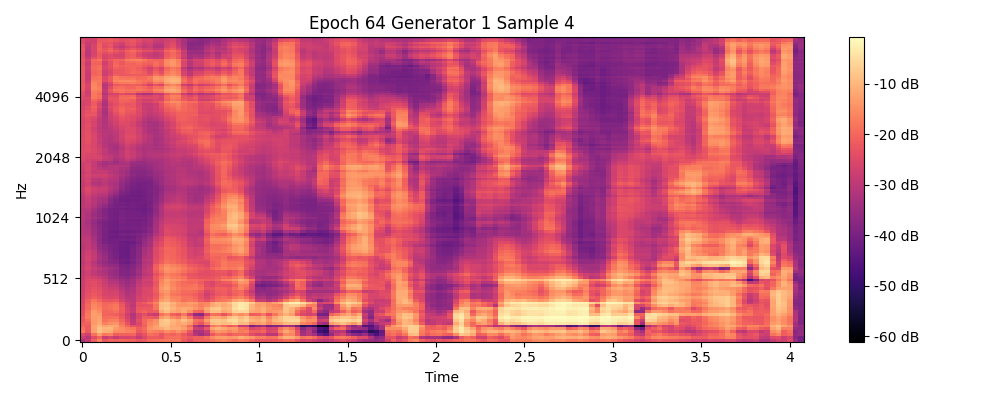 Epoch 64 Generator 1 Sample 4
Hz
4096
2048
1024
512
0
0 0.5 1 1.5 2 2.5 3 3.5 4
Time
-10 dB
-20 dB
-30 dB
-40 dB
-50 dB
-60 dB